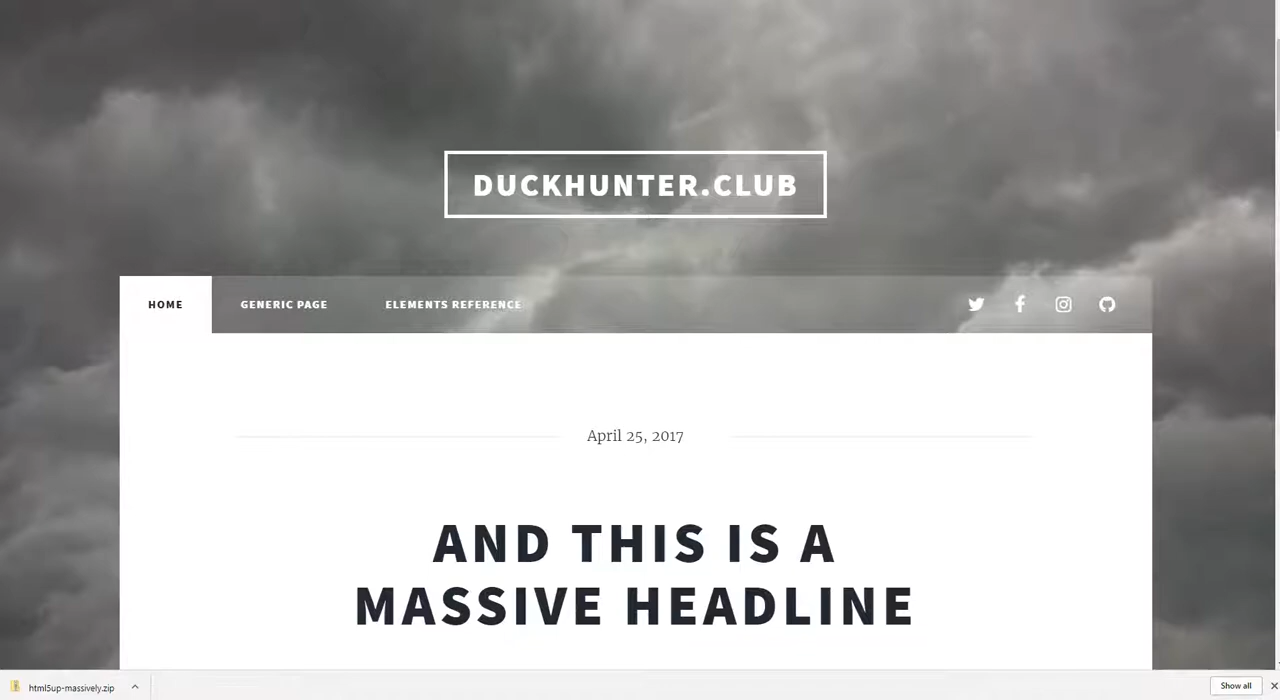 DUCKHUNTER.CLUB
HOME GENERIC PAGE ELEMENTS REFERENCE
April 25, 2017
AND THIS IS A
MASSIVE HEADLINE
html5up-massively.zip Show all